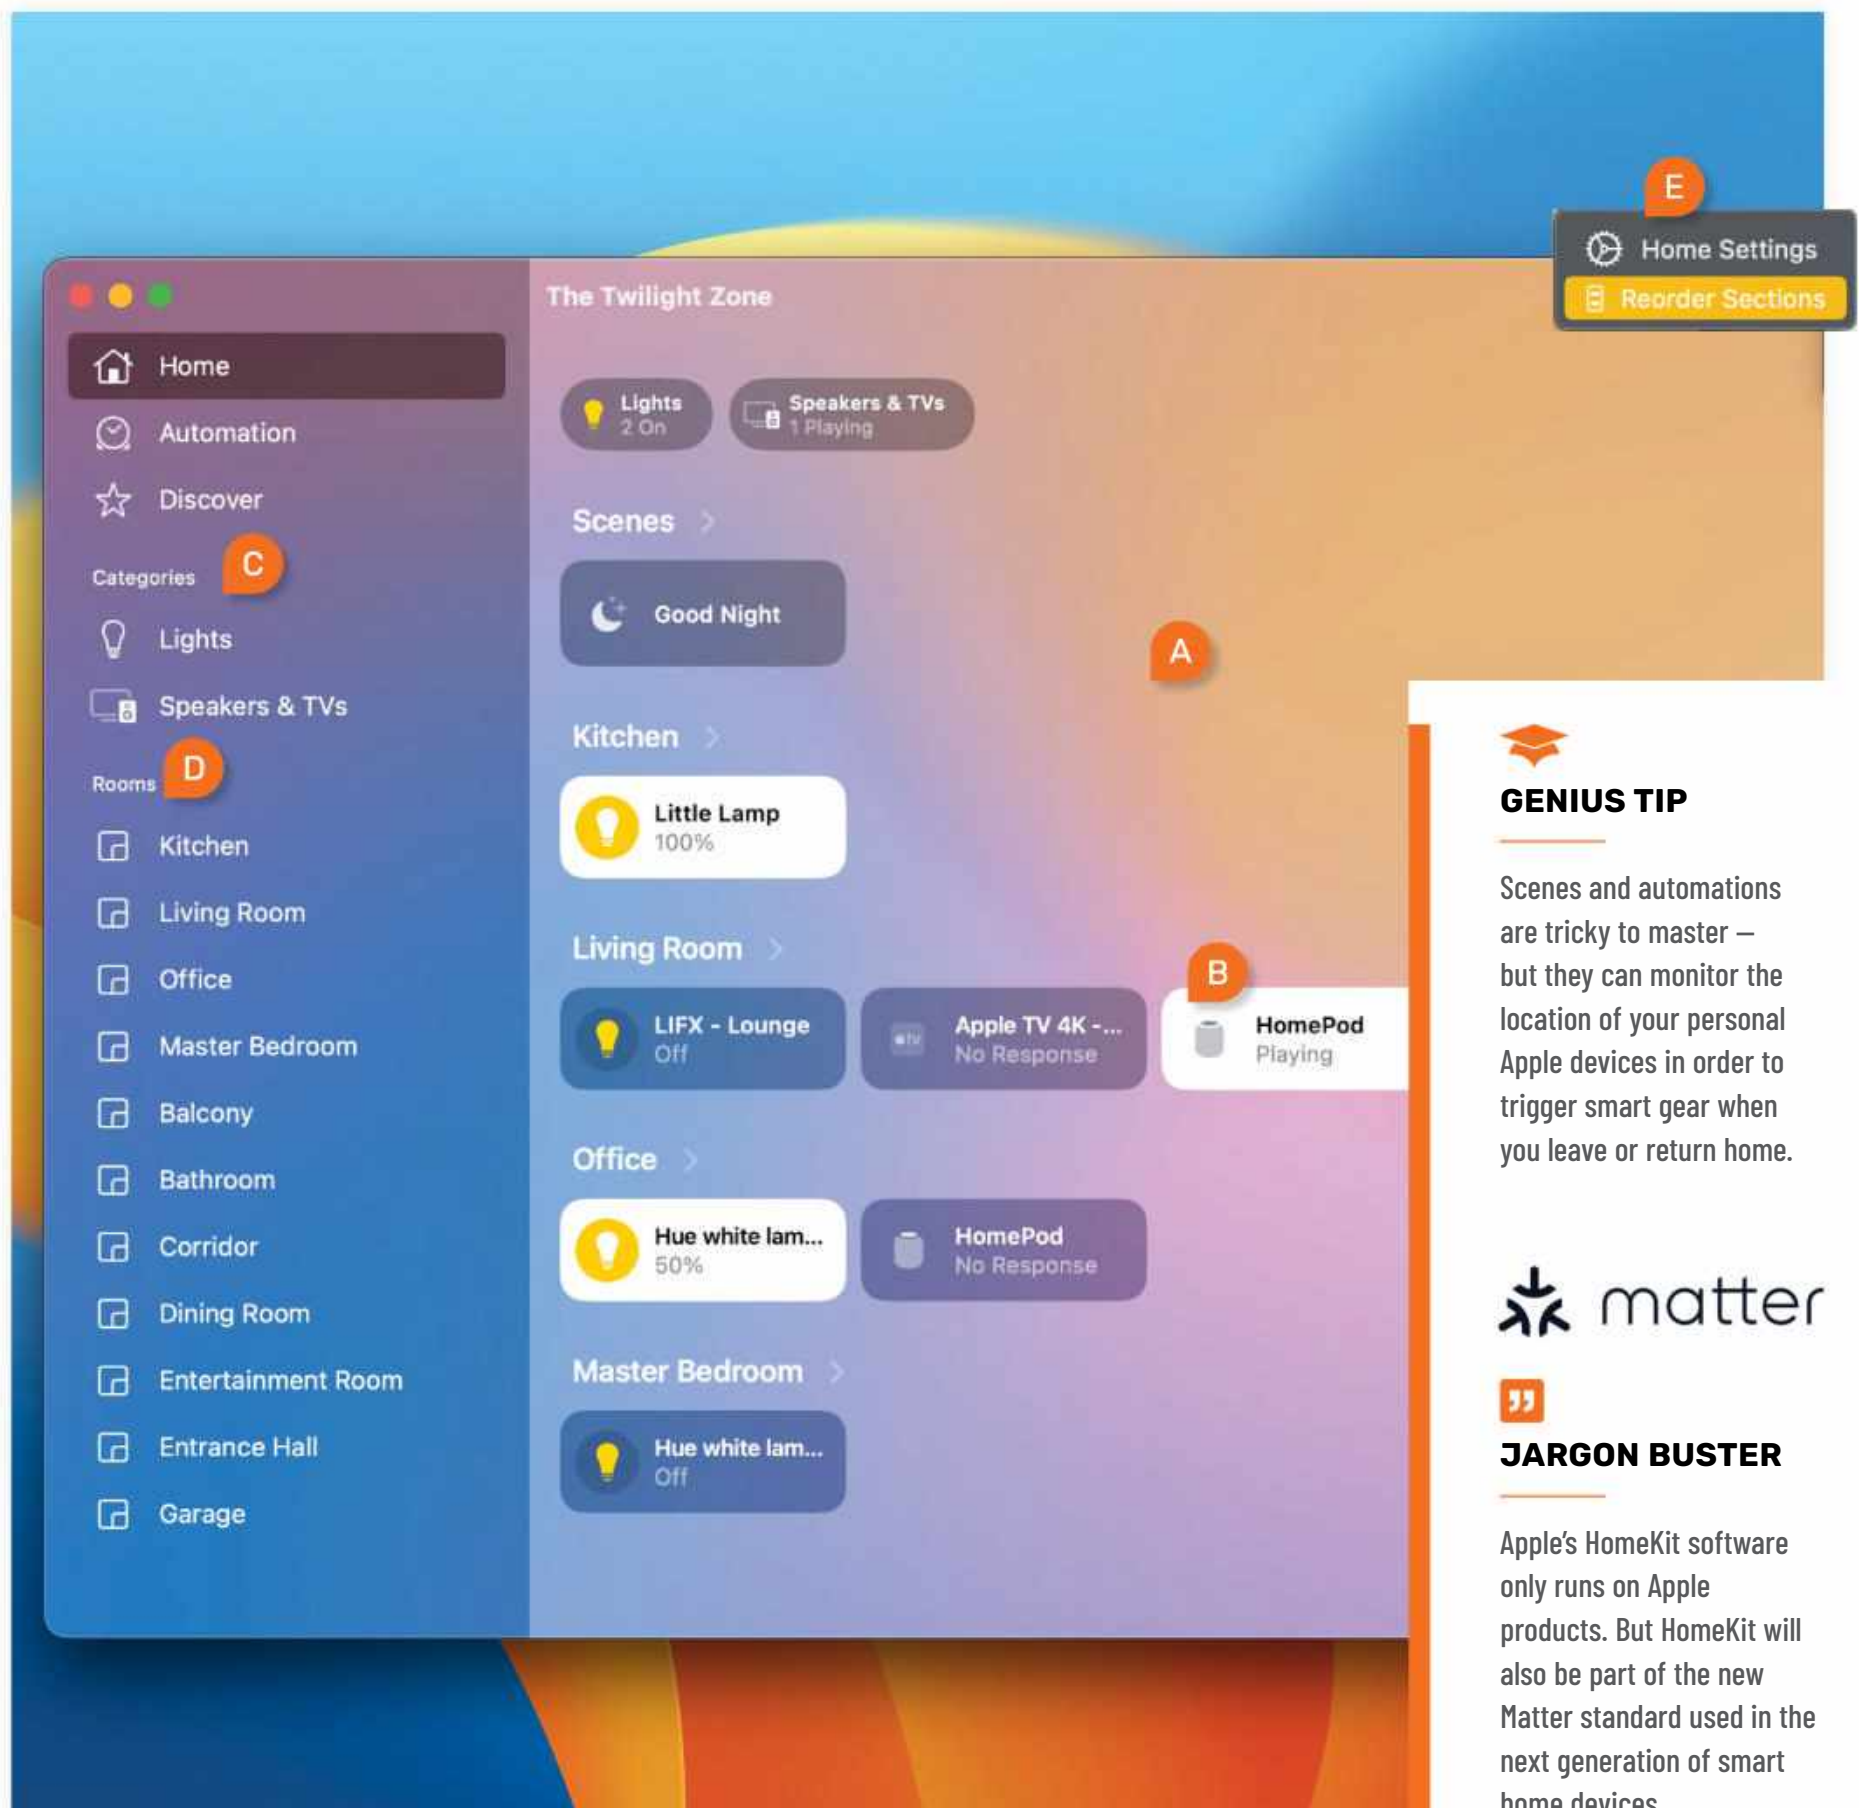 E
Home Settings
Reorder Sections
The Twilight Zone
Home
Automation
Discover
C
Categories
Lights
Speakers & TVs
D
Rooms
Kitchen
Living Room
Office
Master Bedroom
Balcony
Bathroom
Corridor
Dining Room
Entertainment Room
Entrance Hall
Garage
Lights
2 On
Speakers & TVs
1 Playing
Scenes
Good Night
A
Kitchen
Little Lamp
100%
Living Room
B
LIFX - Lounge
Off
tv
Apple TV 4K -...
No Response
HomePod
Playing
Office
Hue white lam...
50%
HomePod
No Response
Master Bedroom
Hue white lam...
Off
GENIUS TIP
Scenes and automations
are tricky to master —
but they can monitor the
location of your personal
Apple devices in order to
trigger smart gear when
you leave or return home.
matter
JARGON BUSTER
Apple’s HomeKit software
only runs on Apple
products. But HomeKit will
also be part of the new
Matter standard used in the
next generation of smart
home devices